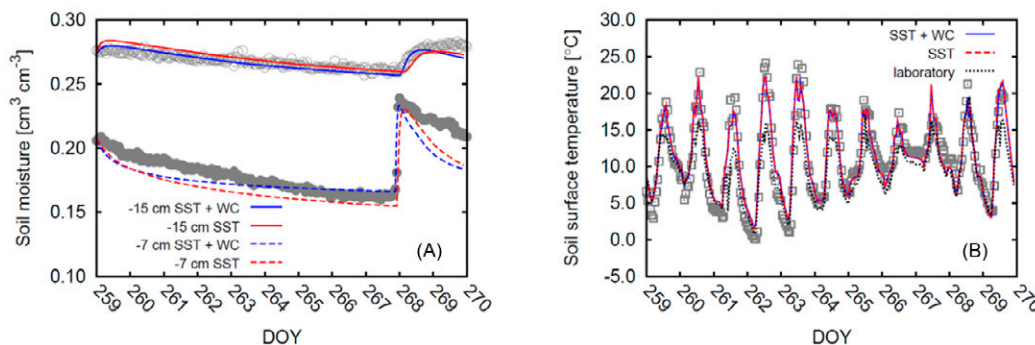 0.30
0.25
0.20
0.15
0.10
Soil moisture [cm³ cm⁻³]
-15 cm SST + WC
-15 cm SST
-7 cm SST + WC
-7 cm SST
(A)
259 260 261 262 263 264 265 266 267 268 269 270
DOY
30.0
25.0
20.0
15.0
10.0
5.0
0.0
-5.0
Soil surface temperature [°C]
SST + WC
SST
laboratory
(B)
259 260 261 262 263 264 265 266 267 268 269 270
DOY